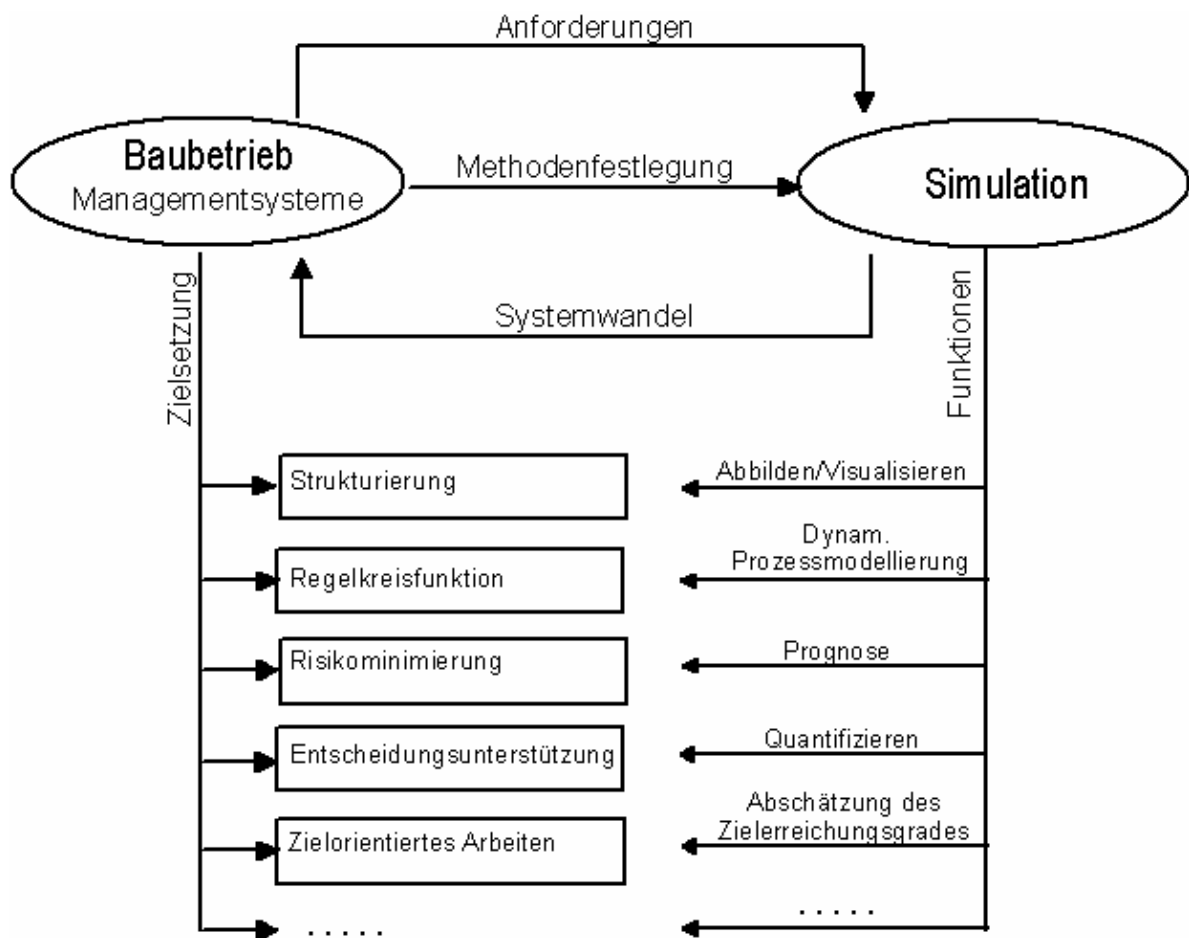 Anforderungen
Baubetrieb
Managementsysteme
Methodenfestlegung
Simulation
Systemwandel
Zielsetzung
Funktionen
Strukturierung
Abbilden/Visualisieren
Regelkreisfunktion
Dynam.
Prozessmodellierung
Risikominimierung
Prognose
Entscheidungsunterstützung
Quantifizieren
Zielorientiertes Arbeiten
Abschätzung des
Zielerreichungsgrades
. . . . .
. . . . .